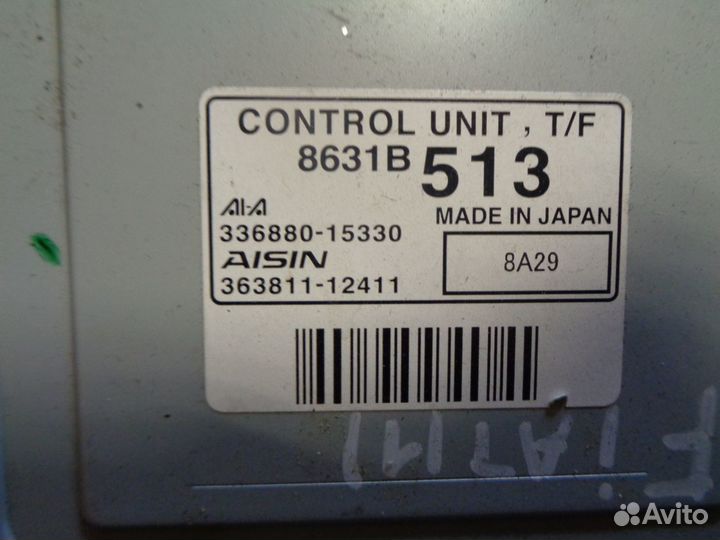 CONTROL UNIT , T/F
8631B 513
AI-A MADE IN JAPAN
336880-15330
AISIN 8A29
363811-12411
Avito